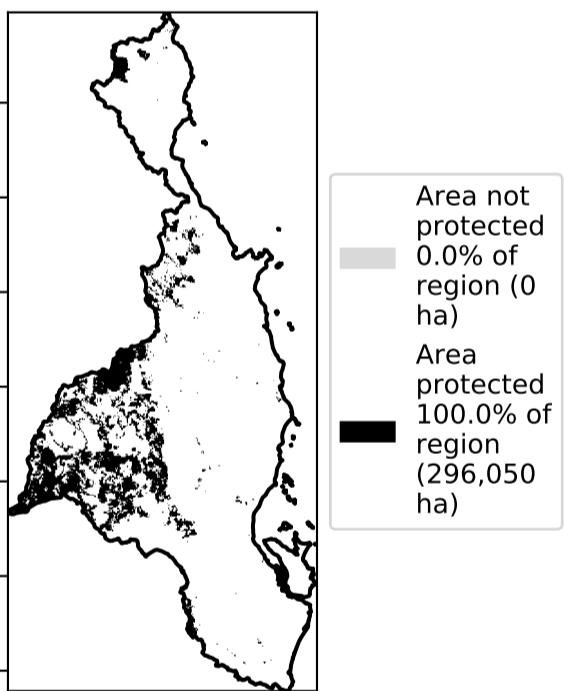 Area not
protected
0.0% of
region (0
ha)
Area
protected
100.0% of
region
(296,050
ha)